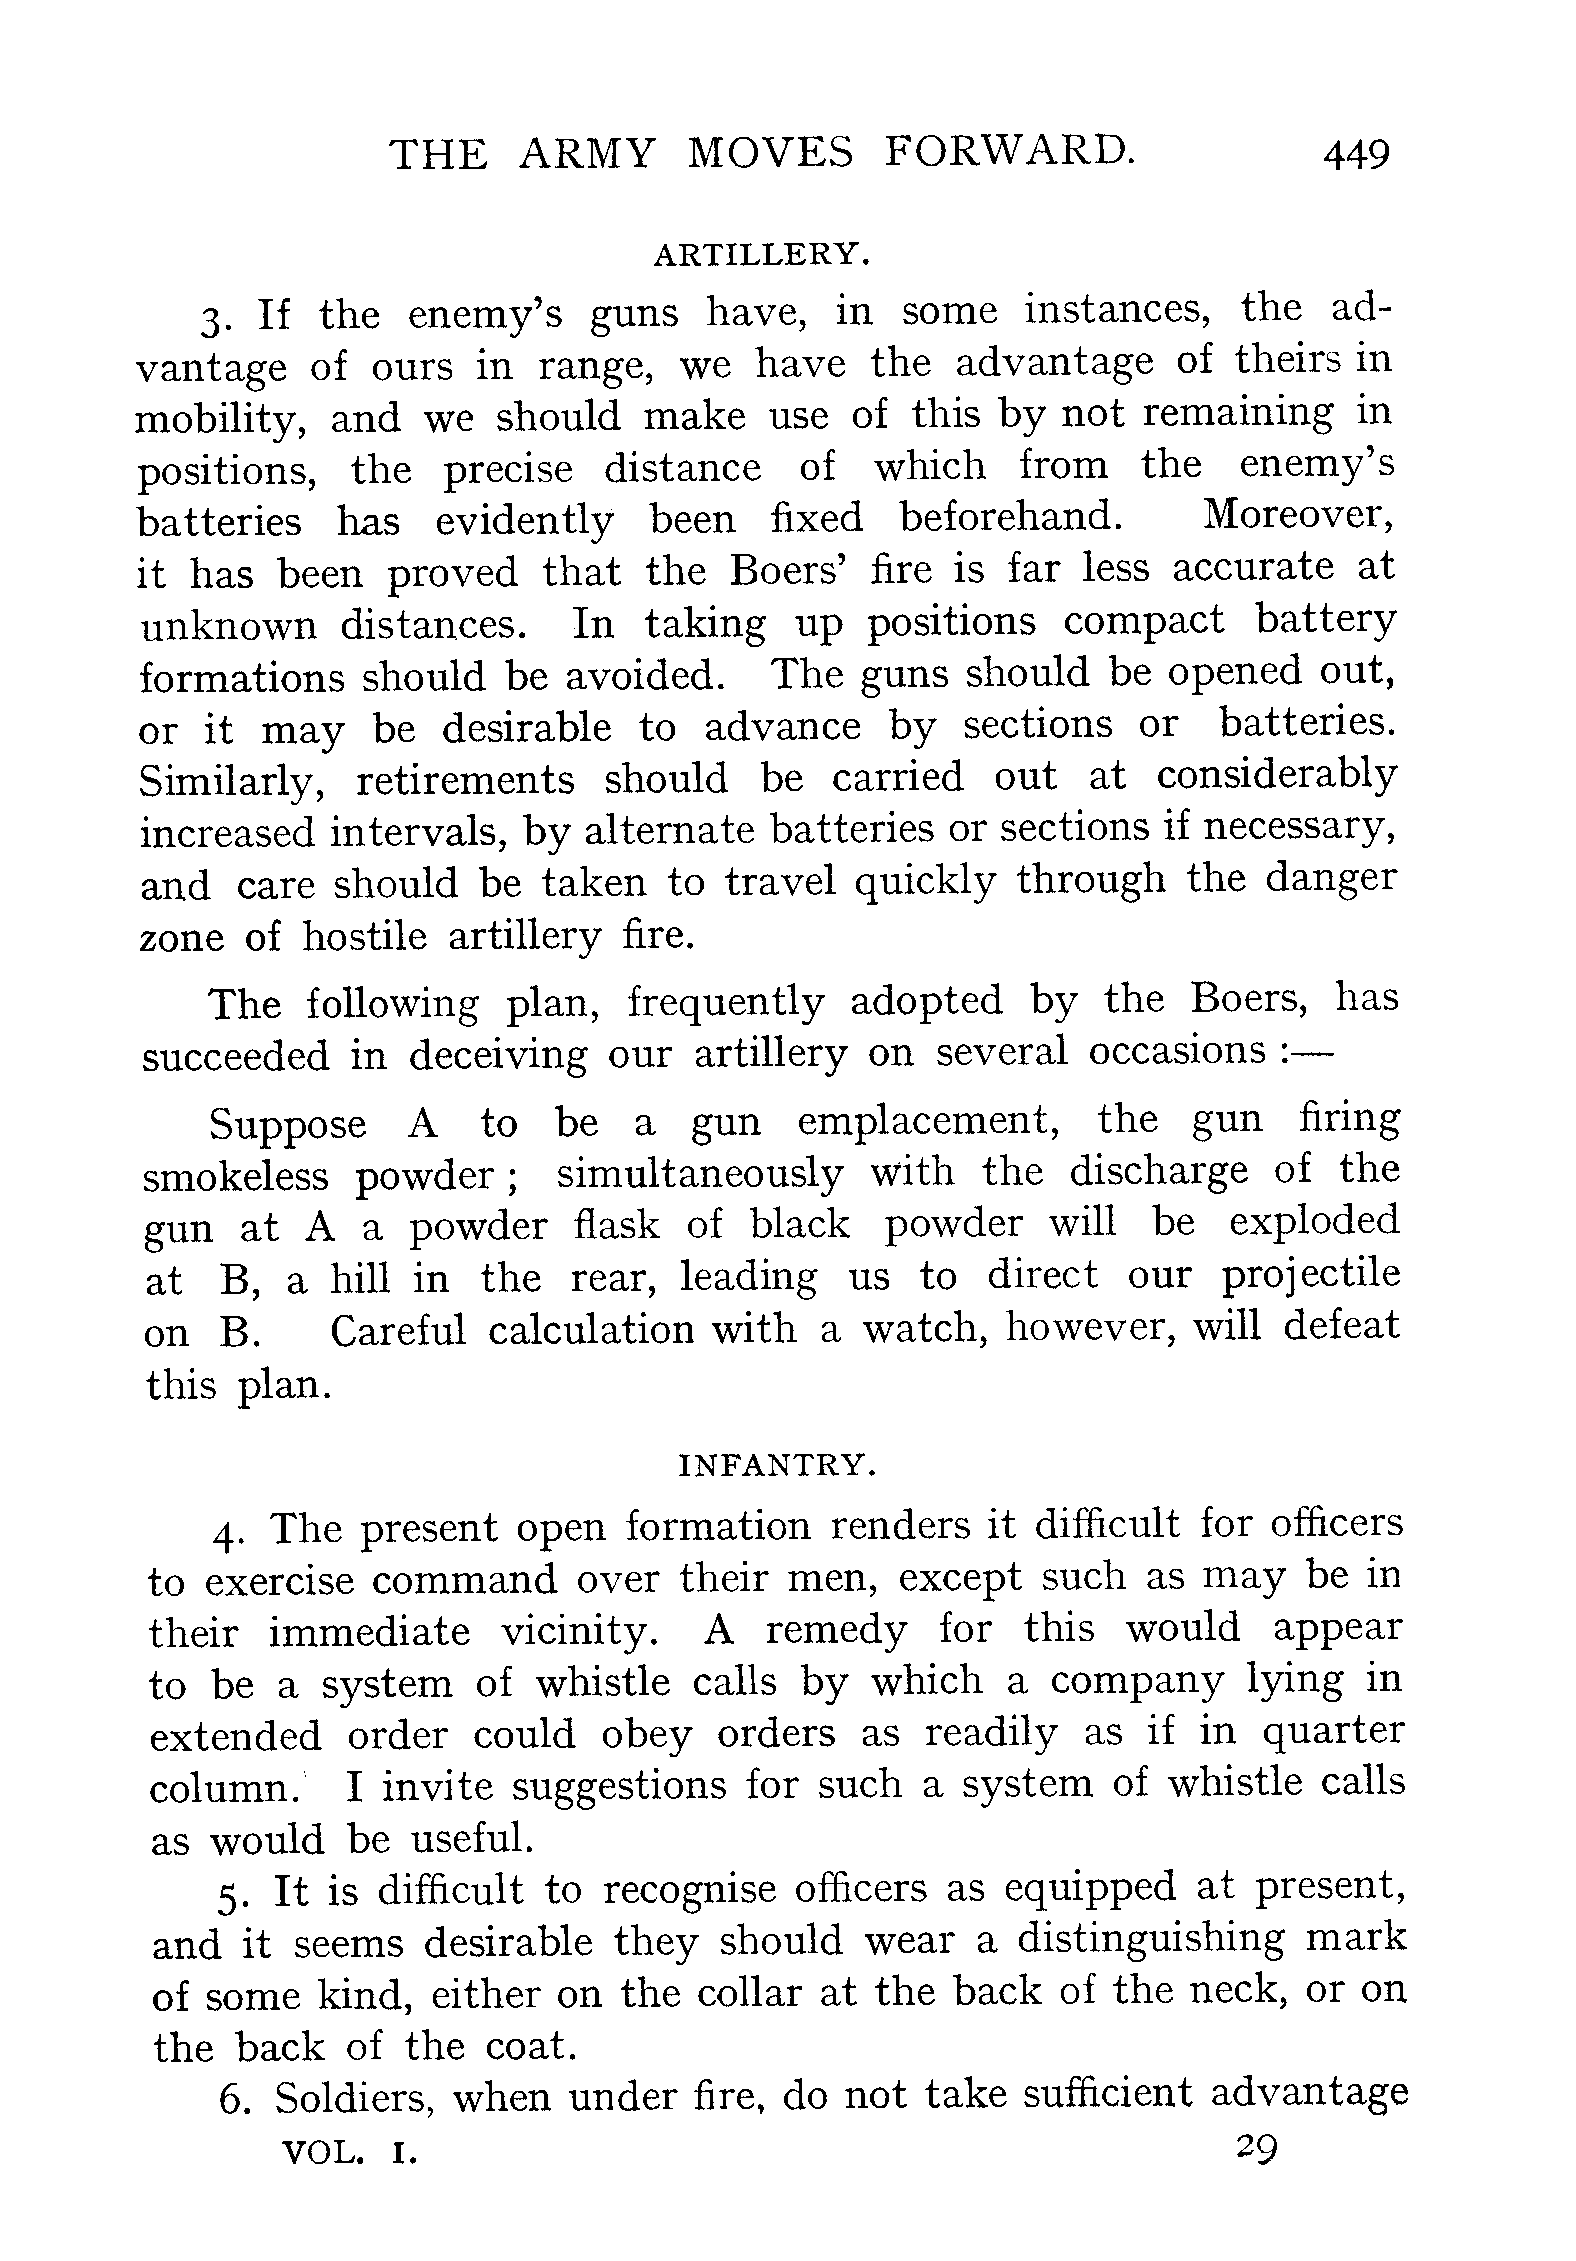 THE ARMY MOVES FORWARD. 449
ARTILLERY.
3. If the enemy's guns have, in some instances, the ad-
vantage of ours in range, we have the advantage of theirs in
mobility, and we should make use of this by not remaining in
positions, the precise distance of which from the enemy's
batteries has evidently been fixed beforehand. Moreover,
it has been proved that the Boers' fire is far less accurate at
unknown distances. In taking up positions compact battery
formations should be avoided. The guns should be opened out,
or it may be desirable to advance by sections or batteries.
Similarly, retirements should be carried out at considerably
increased intervals, by alternate batteries or sections if necessary,
and care should be taken to travel quickly through the danger
zone of hostile artillery fire.
The following plan, frequently adopted by the Boers, has
succeeded in deceiving our artillery on several occasions :—
Suppose A to be a gun emplacement, the gun firing
smokeless powder ; simultaneously with the discharge of the
gun at A a powder flask of black powder will be exploded
at B, a hill in the rear, leading us to direct our projectile
on B. Careful calculation with a watch, however, will defeat
this plan.
INFANTRY.
4. The present open formation renders it difficult for officers
to exercise command over their men, except such as may be in
their immediate vicinity. A remedy for this would appear
to be a system of whistle calls by which a company lying in
extended order could obey orders as readily as if in quarter
column. I invite suggestions for such a system of whistle calls
as would be useful.
5. It is difficult to recognise officers as equipped at present,
and it seems desirable they should wear a distinguishing mark
of some kind, either on the collar at the back of the neck, or on
the back of the coat.
6. Soldiers, when under fire, do not take sufficient advantage
VOL. I. 29